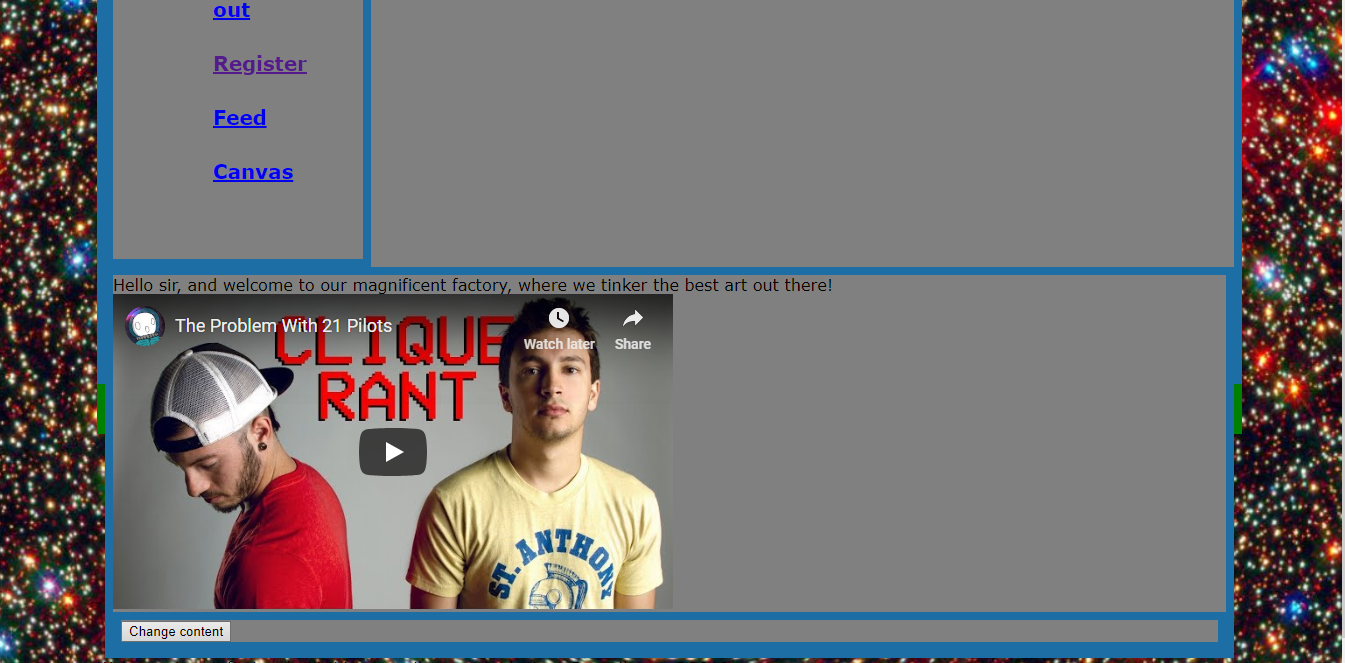 out
Register
Feed
Canvas
Hello sir, and welcome to our magnificent factory, where we tinker the best art out there!
The Problem With 21 Pilots
Watch later
Share
CLIQUE
RANT
ST. ANTHONY
Change content